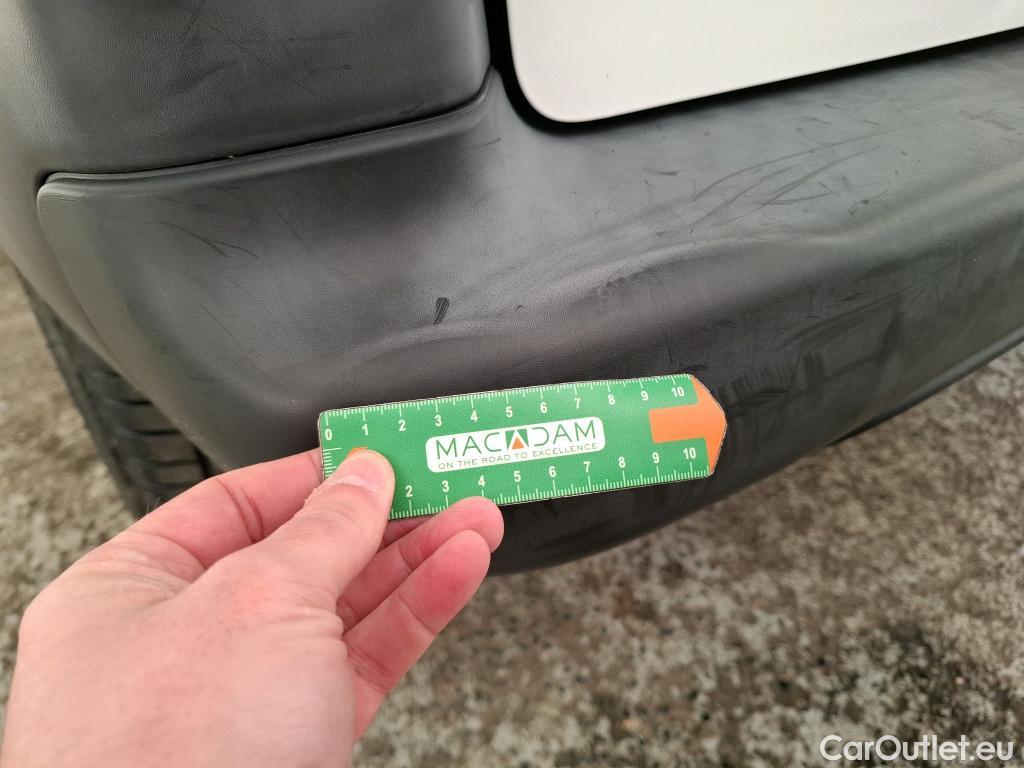 0 1 2 3 4 5 6 7 8 9 10
MACADAM
ON THE ROAD TO EXCELLENCE
2 3 4 5 6 7 8 9 10
CarOutlet.eu